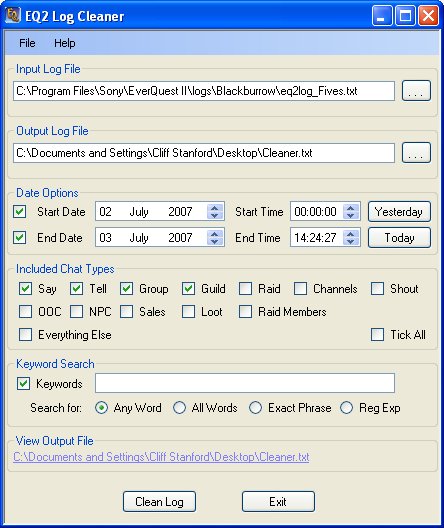 EQ2 EQ2 Log Cleaner
File Help
Input Log File
C:\Program Files\Sony\EverQuest II\logs\Blackburrow\eq2log_Fives.txt ...
Output Log File
C:\Documents and Settings\Cliff Stanford\Desktop\Cleaner.txt ...
Date Options
Start Date 02 July 2007 Start Time 00:00:00 Yesterday
End Date 03 July 2007 End Time 14:24:27 Today
Included Chat Types
Say Tell Group Guild Raid Channels Shout
OOC NPC Sales Loot Raid Members
Everything Else Tick All
Keyword Search
Keywords
Search for: Any Word All Words Exact Phrase Reg Exp
View Output File
C:\Documents and Settings\Cliff Stanford\Desktop\Cleaner.txt
Clean Log Exit